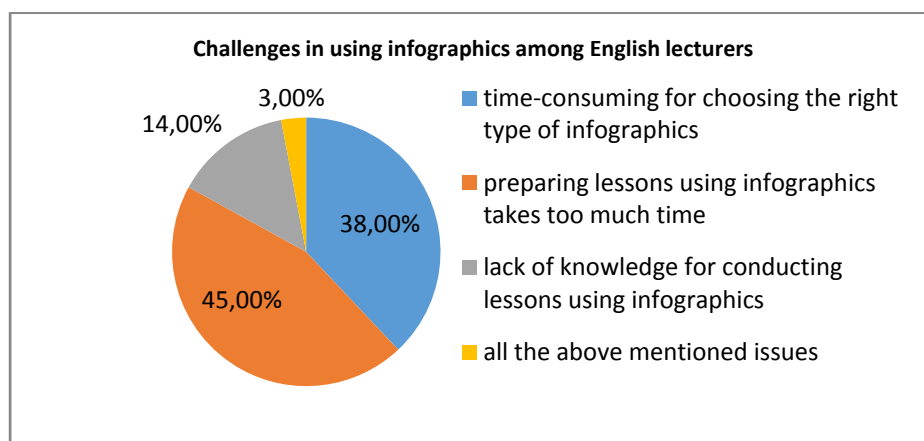 Challenges in using infographics among English lecturers
3,00%
14,00%
38,00%
45,00%
time-consuming for choosing the right
type of infographics
preparing lessons using infographics
takes too much time
lack of knowledge for conducting
lessons using infographics
all the above mentioned issues